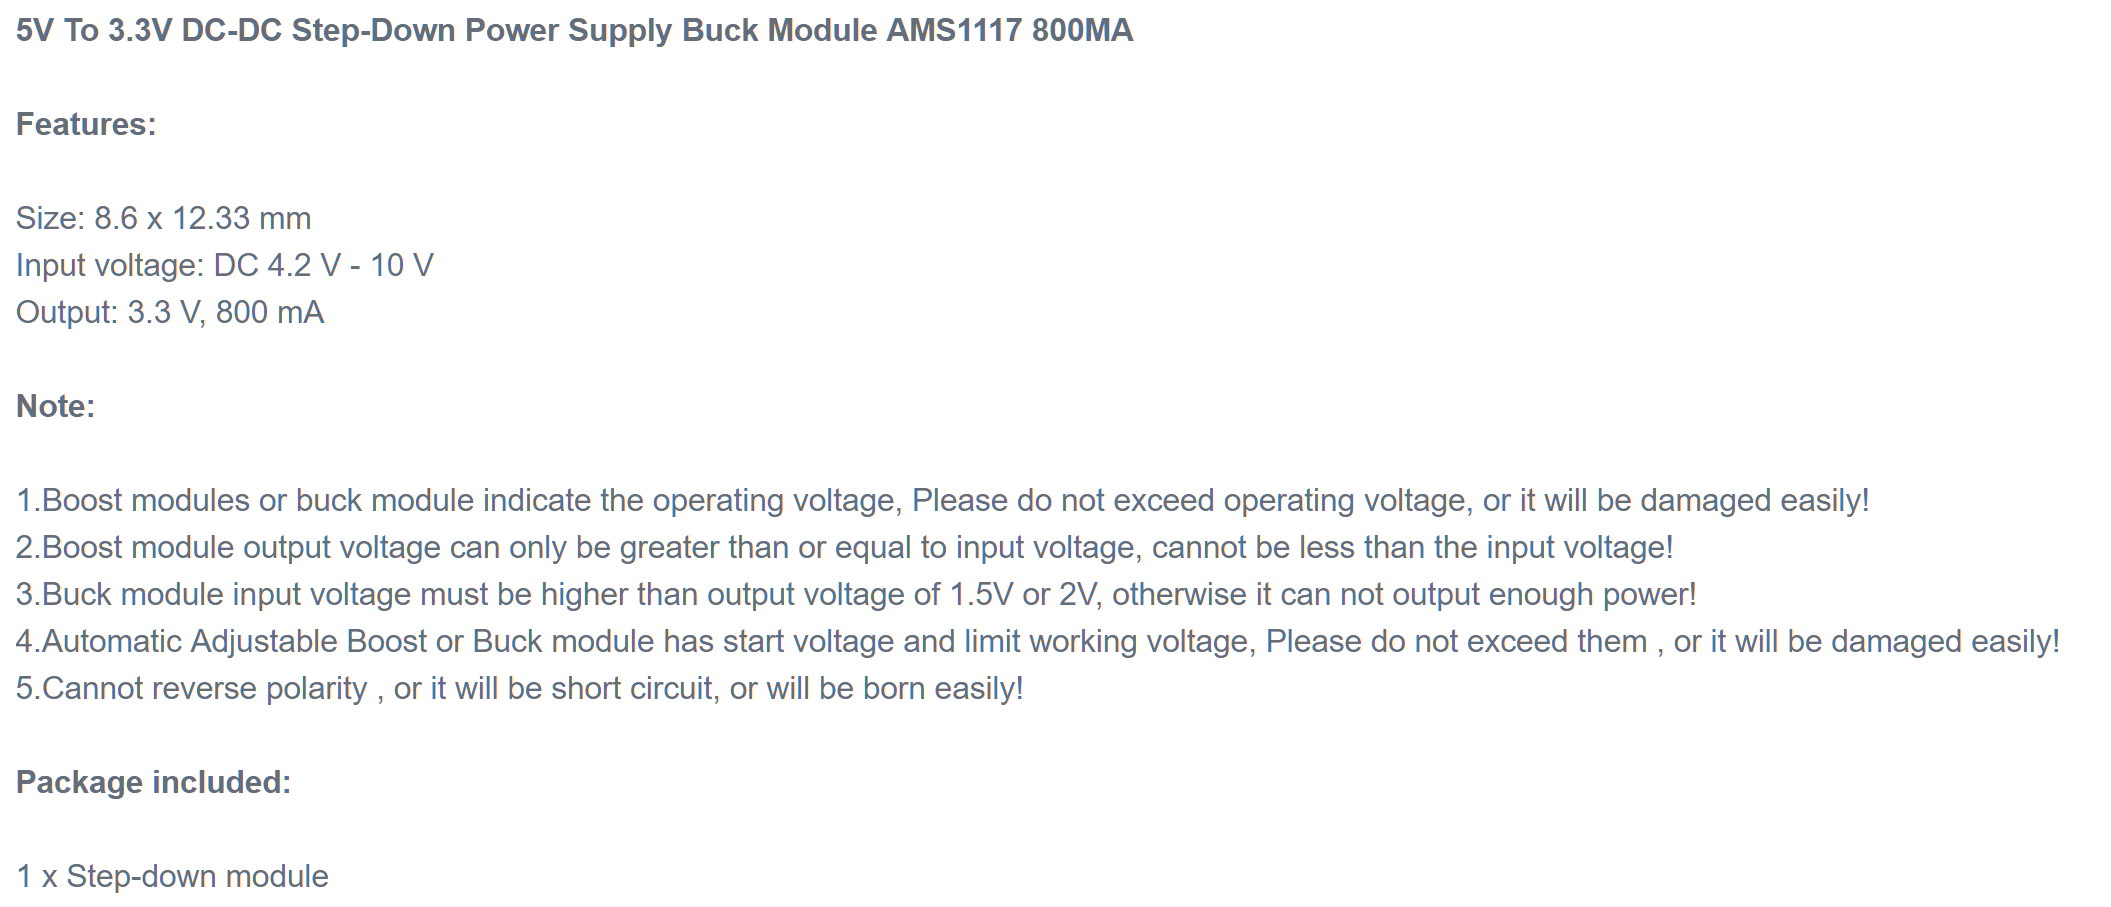 5V To 3.3V DC-DC Step-Down Power Supply Buck Module AMS1117 800MA
Features:
Size: 8.6 x 12.33 mm
Input voltage: DC 4.2 V - 10 V
Output: 3.3 V, 800 mA
Note:
1.Boost modules or buck module indicate the operating voltage, Please do not exceed operating voltage, or it will be damaged easily!
2.Boost module output voltage can only be greater than or equal to input voltage, cannot be less than the input voltage!
3.Buck module input voltage must be higher than output voltage of 1.5V or 2V, otherwise it can not output enough power!
4.Automatic Adjustable Boost or Buck module has start voltage and limit working voltage, Please do not exceed them , or it will be damaged easily!
5.Cannot reverse polarity , or it will be short circuit, or will be born easily!
Package included:
1 x Step-down module